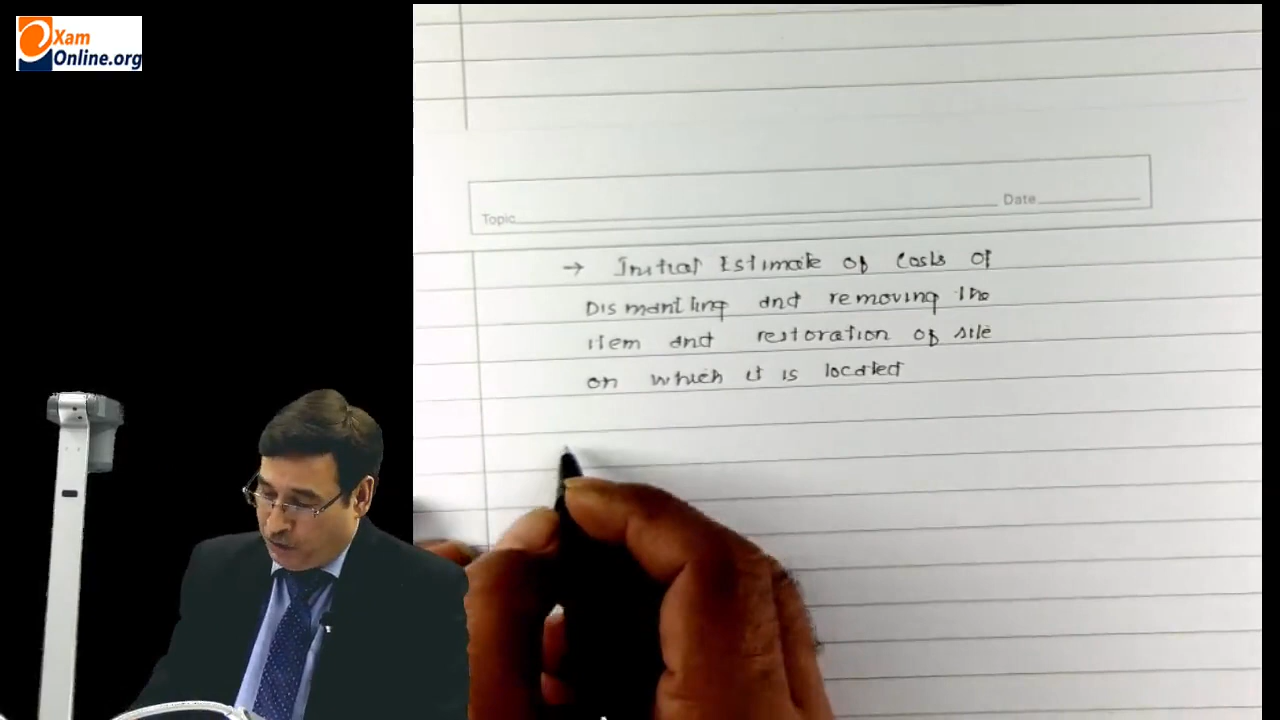 Xam
Online.org
Topic
Date
→ Initial Estimate of Costs of
Dismantling and removing the
item and restoration of site
on which it is located